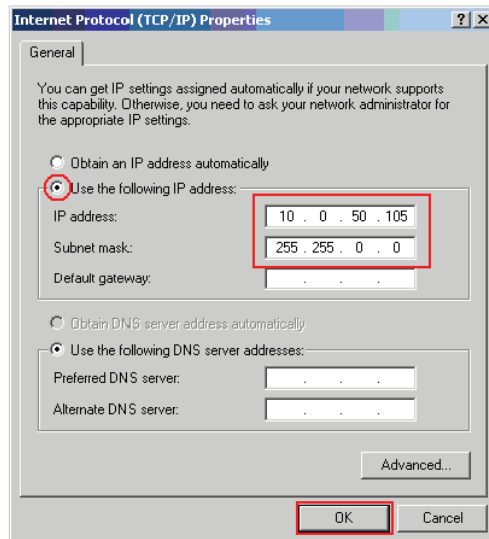 Internet Protocol (TCP/IP) Properties
? X
General
You can get IP settings assigned automatically if your network supports
this capability. Otherwise, you need to ask your network administrator for
the appropriate IP settings.
Obtain an IP address automatically
Use the following IP address:
IP address: 10 . 0 . 50 . 105
Subnet mask: 255 . 255 . 0 . 0
Default gateway: . . .
Obtain DNS server address automatically
Use the following DNS server addresses:
Preferred DNS server: . . .
Alternate DNS server: . . .
Advanced...
OK Cancel